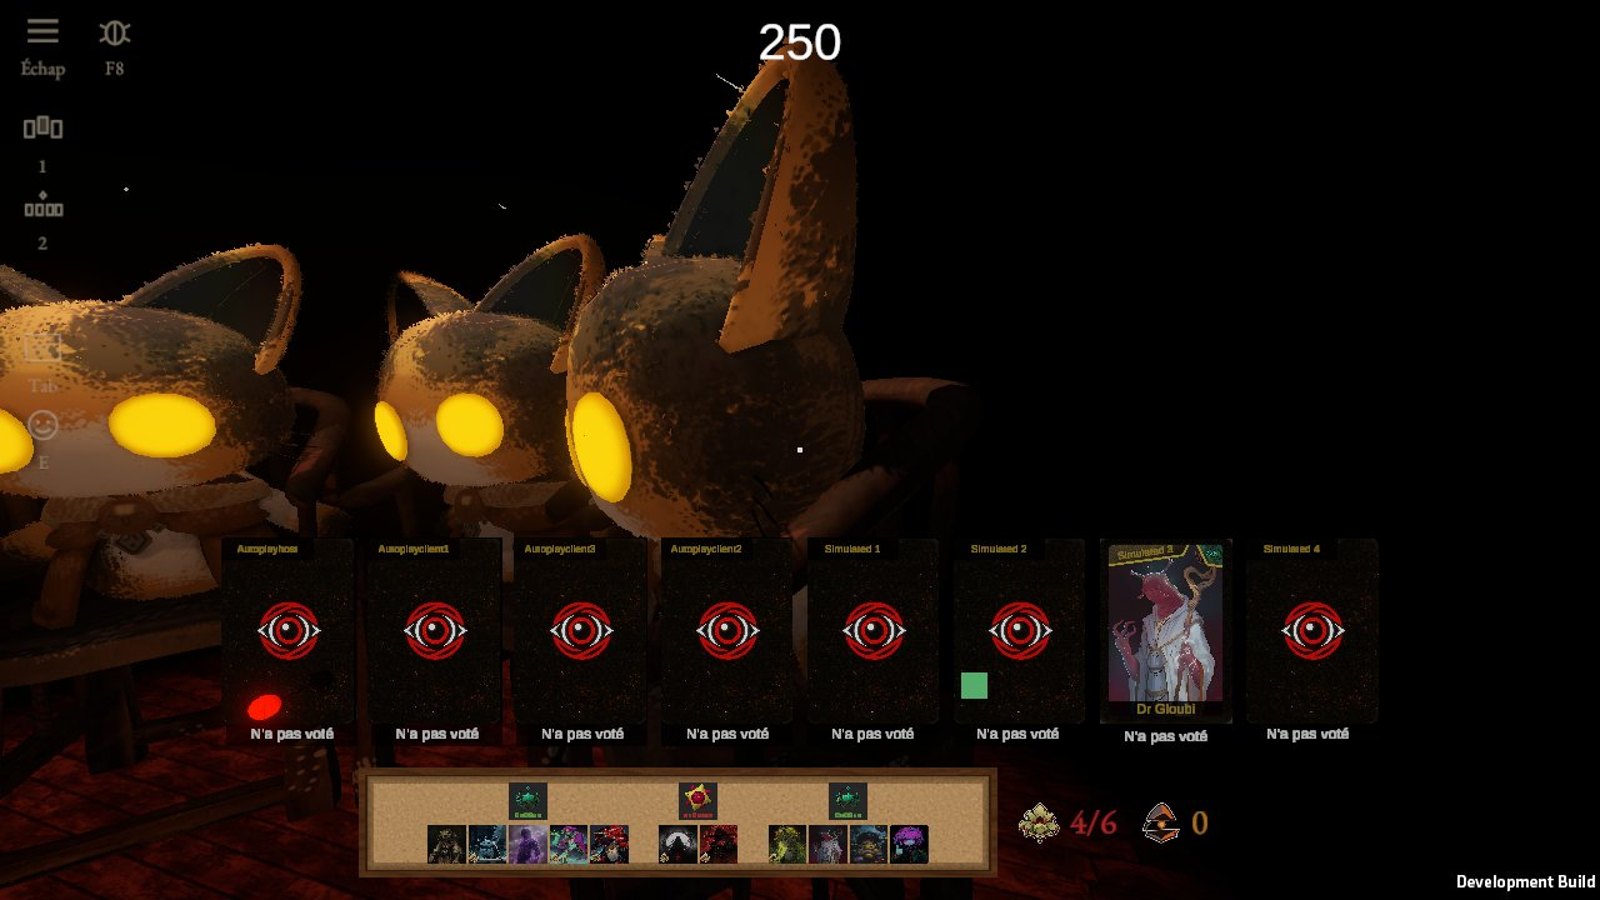 250
Échap
F8
1
2
Tab
E
Autoplayhost
Autoplayclient1
Autoplayclient3
Autoplayclient2
Simulated 1
Simulated 2
Simulated 3
Simulated 4
Dr Gloubi
N'a pas voté
N'a pas voté
N'a pas voté
N'a pas voté
N'a pas voté
N'a pas voté
N'a pas voté
N'a pas voté
4/6
0
Development Build